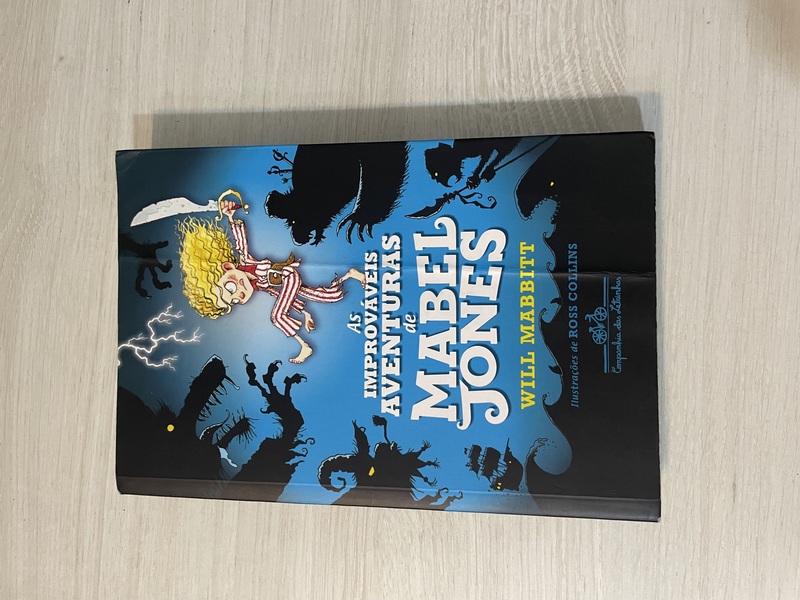 As
IMPROVÁVEIS
AVENTURAS
de
MABEL
JONES
WILL MABBITT
Ilustrações de ROSS COLLINS
Companhia das Letrinhas